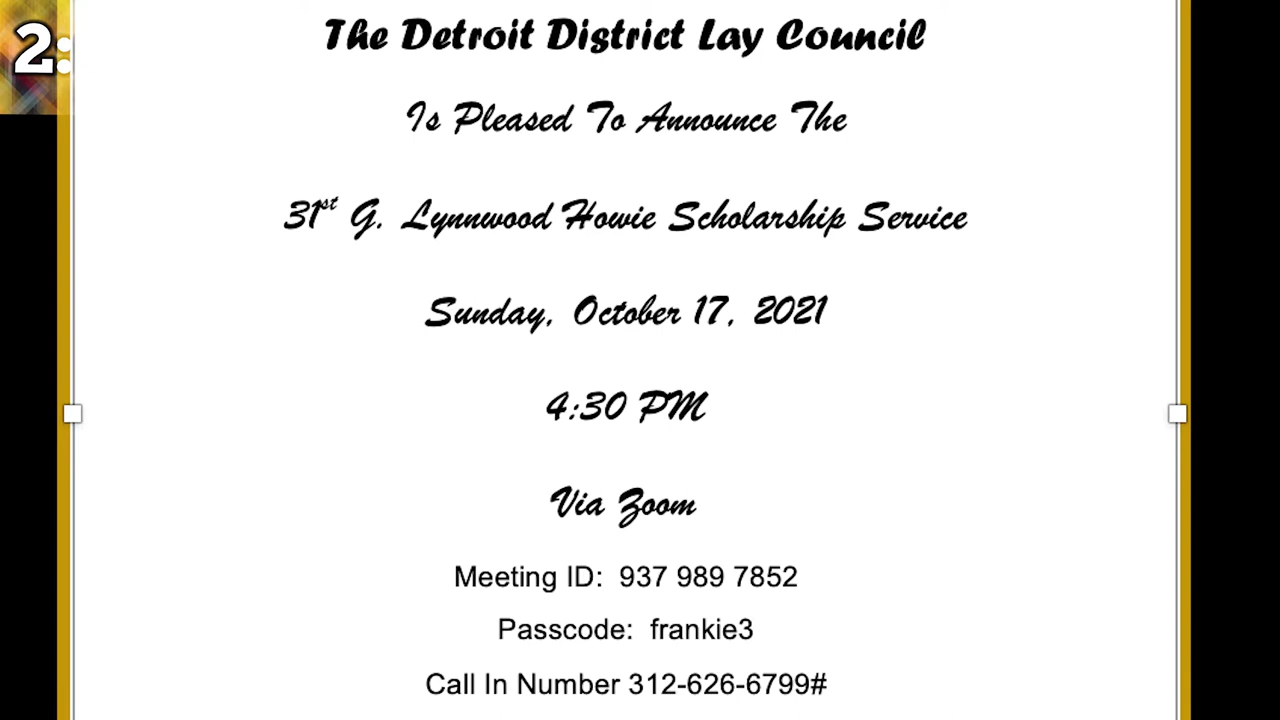 2:
The Detroit District Lay Council
Is Pleased To Announce The
31st G. Lynnwood Howie Scholarship Service
Sunday, October 17, 2021
4:30 PM
Via Zoom
Meeting ID: 937 989 7852
Passcode: frankie3
Call In Number 312-626-6799#